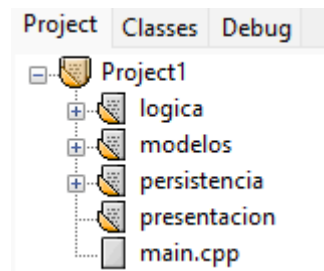 Project Classes Debug
Project1
logica
modelos
persistencia
presentacion
main.cpp